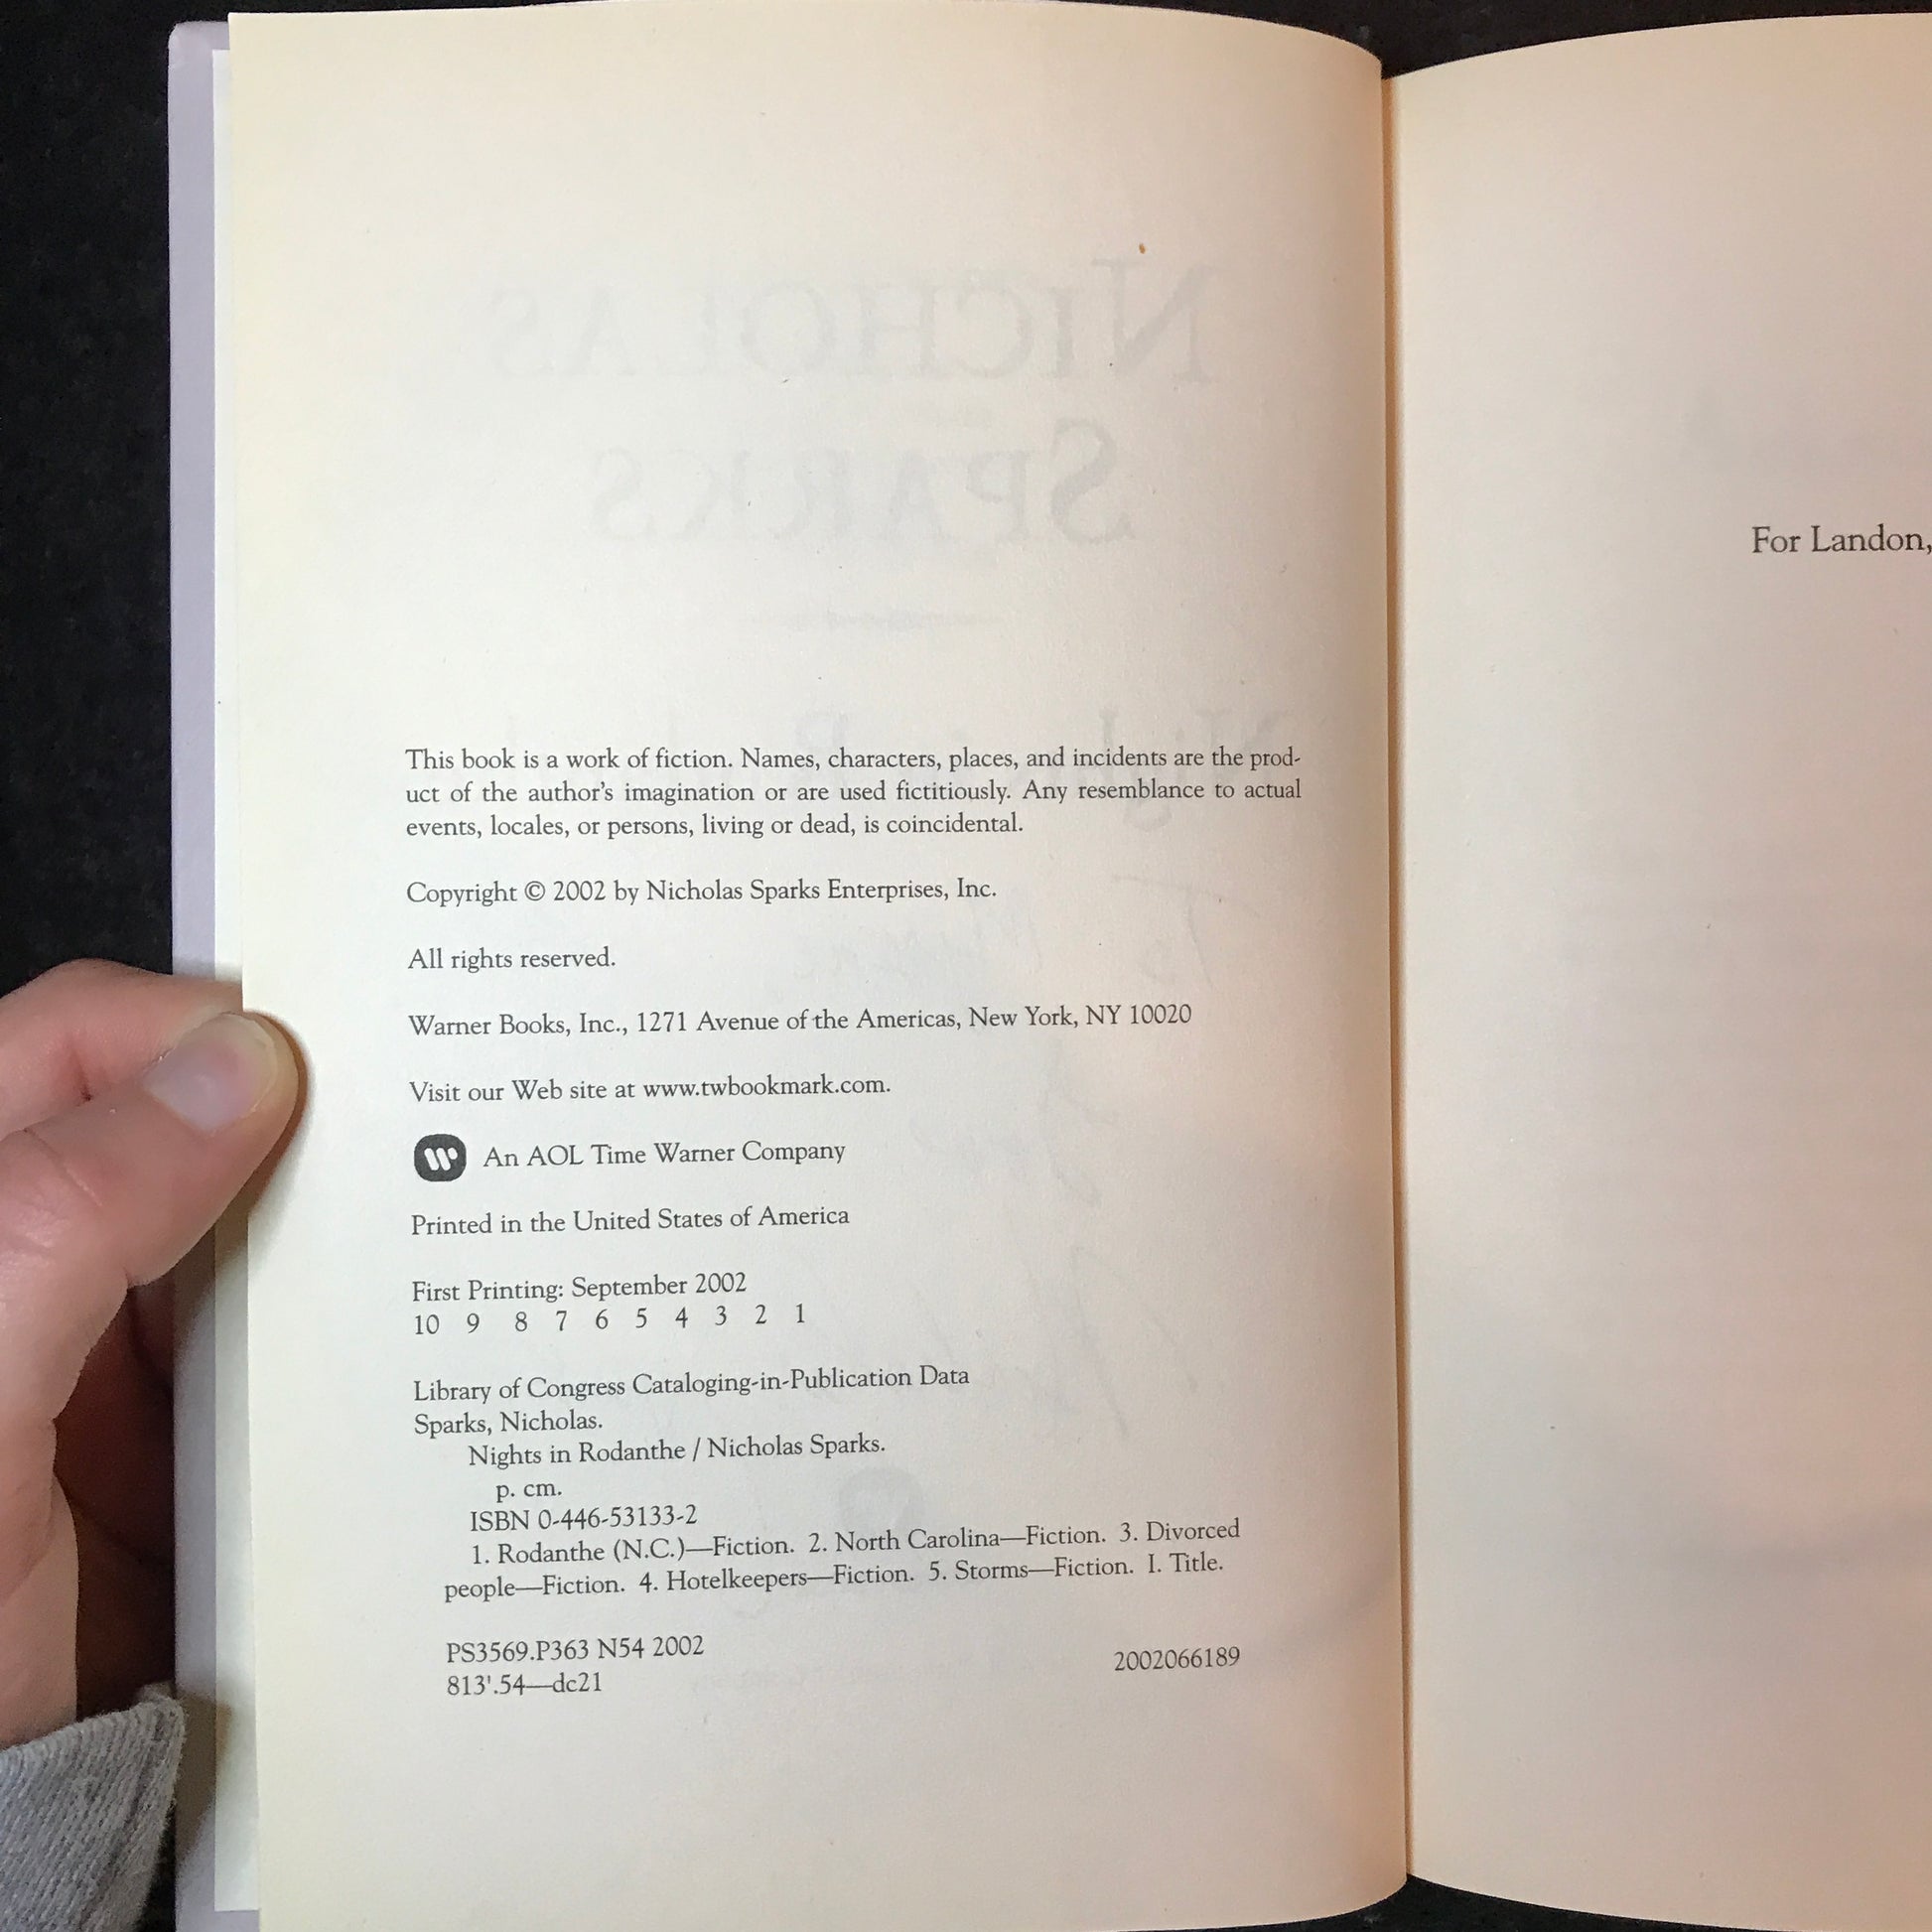 This book is a work of fiction. Names, characters, places, and incidents are the prod-
uct of the author's imagination or are used fictitiously. Any resemblance to actual
events, locales, or persons, living or dead, is coincidental.
Copyright © 2002 by Nicholas Sparks Enterprises, Inc.
All rights reserved.
Warner Books, Inc., 1271 Avenue of the Americas, New York, NY 10020
Visit our Web site at www.twbookmark.com.
An AOL Time Warner Company
Printed in the United States of America
First Printing: September 2002
10 9 8 7 6 5 4 3 2 1
Library of Congress Cataloging-in-Publication Data
Sparks, Nicholas.
Nights in Rodanthe / Nicholas Sparks.
p. cm.
ISBN 0-446-53133-2
1. Rodanthe (N.C.)—Fiction. 2. North Carolina—Fiction. 3. Divorced
people—Fiction. 4. Hotelkeepers—Fiction. 5. Storms—Fiction. I. Title.
PS3569.P363 N54 2002
813'.54—dc21
2002066189
For Landon,
NICHOLAS
SPARKS